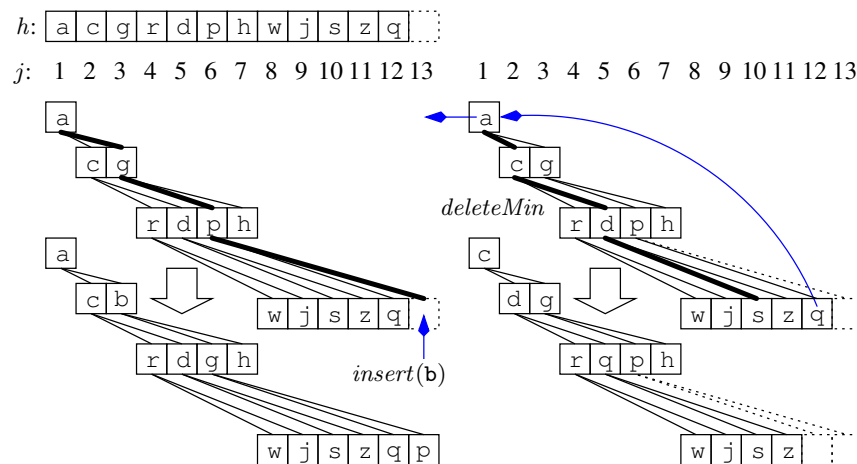 h: a c g r d p h w j s z q
j: 1 2 3 4 5 6 7 8 9 10 11 12 13 1 2 3 4 5 6 7 8 9 10 11 12 13
a a
c g c g
r d p h deleteMin r d p h
a c
c b w j s z q d g w j s z q
r d g h insert(b) r q p h
w j s z q p w j s z